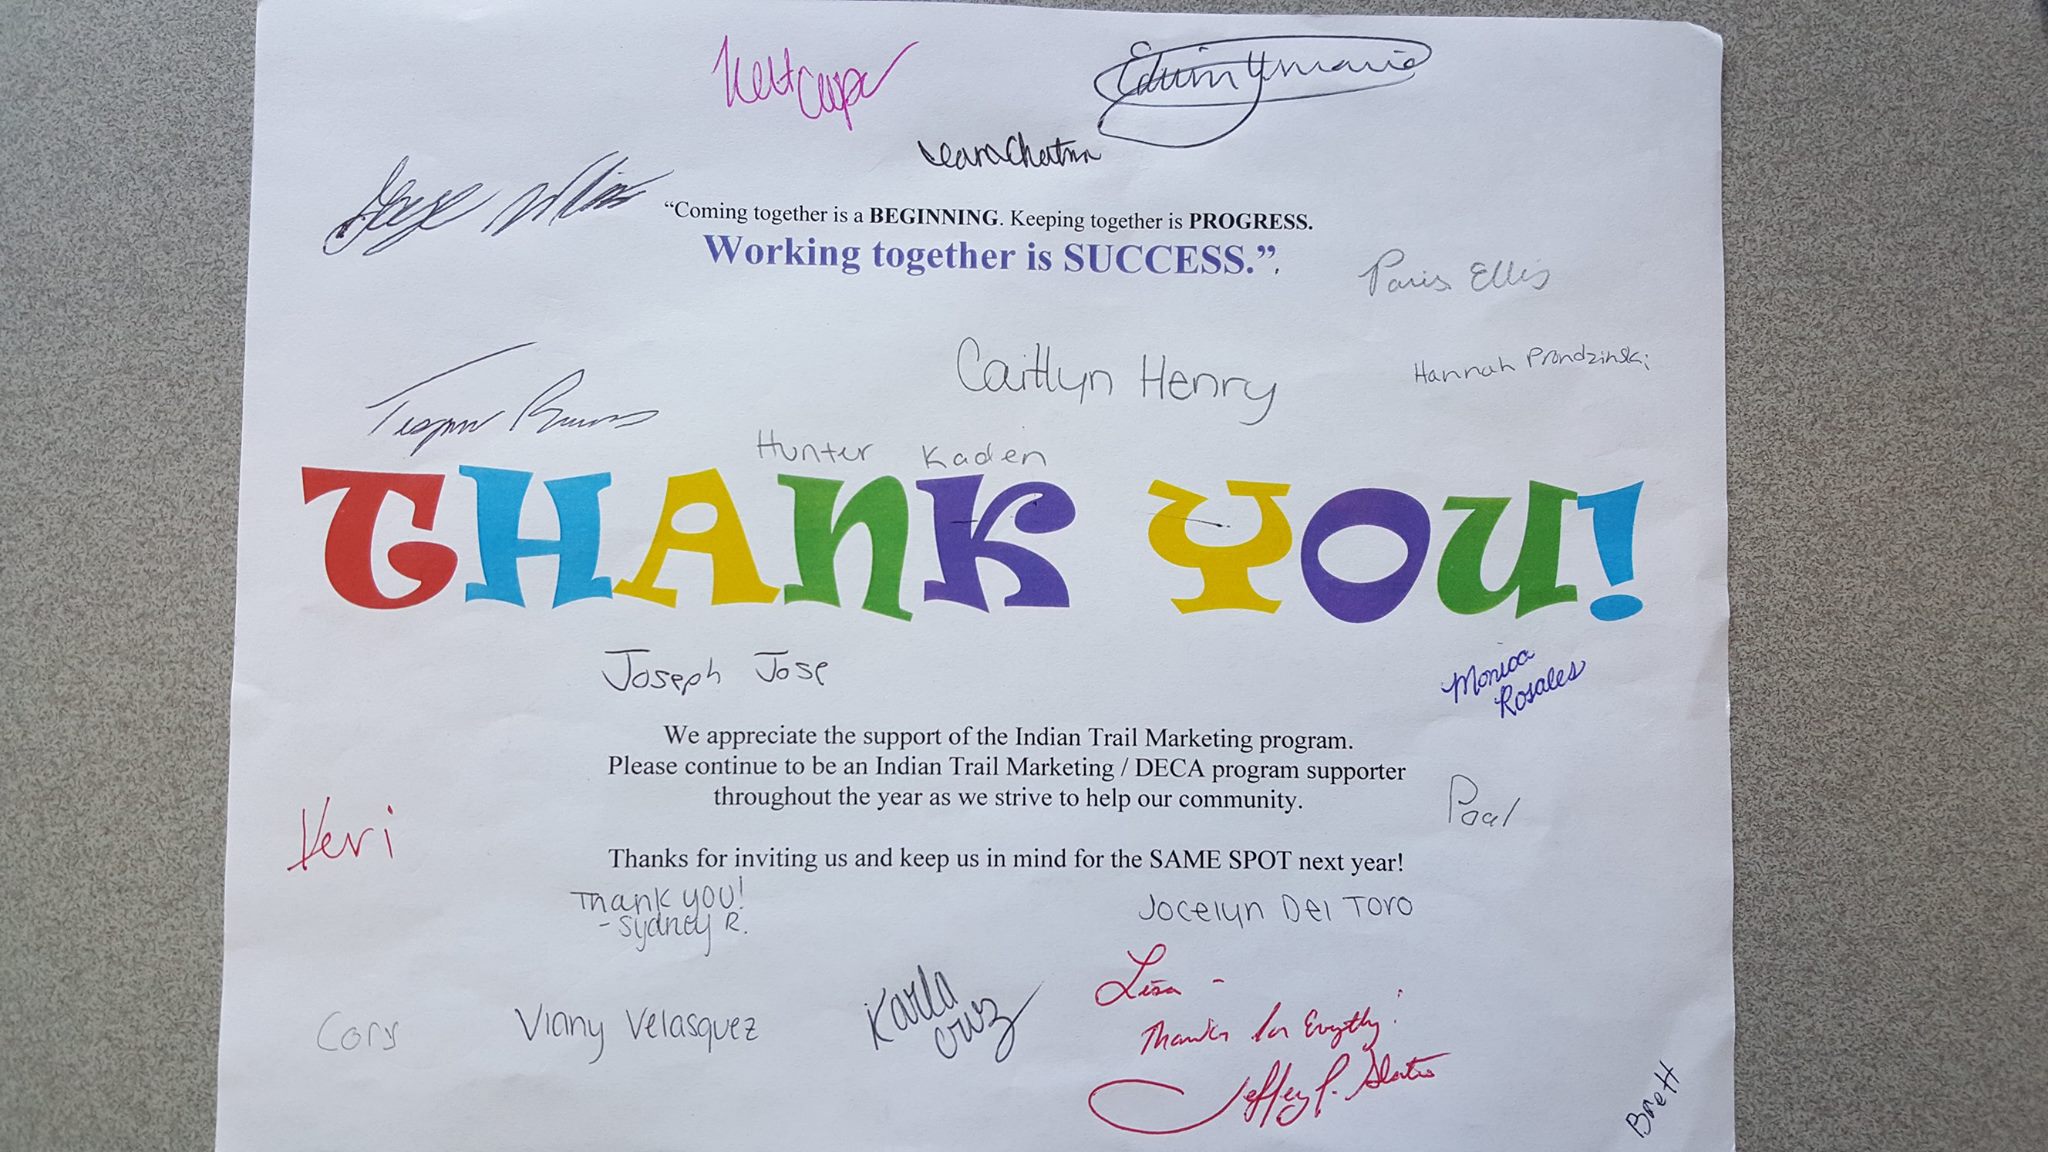 “Coming together is a BEGINNING. Keeping together is PROGRESS.
Working together is SUCCESS.”
Paris Ellis
Caitlyn Henry
Hannah Prondzinski
Hunter Kaden
THANK YOU!
Joseph Jose
Monica
Rosales
We appreciate the support of the Indian Trail Marketing program.
Please continue to be an Indian Trail Marketing / DECA program supporter
throughout the year as we strive to help our community.
Paul
Keri
Thanks for inviting us and keep us in mind for the SAME SPOT next year!
Thank you!
- Sydney R.
Jocelyn Del Toro
Lisa -
Cory
Viany Velasquez
Karla
Cruz
Thanks for Everything!
Jeffrey P.
Brett